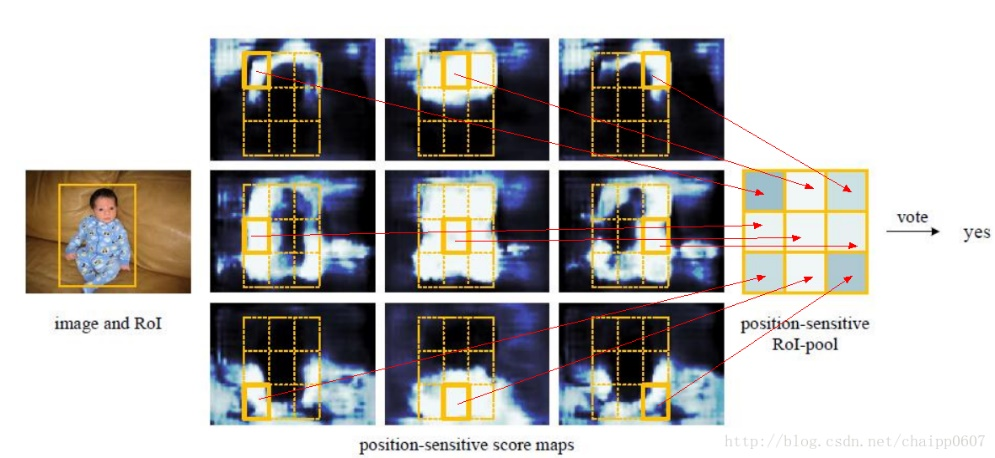 image and RoI
position-sensitive score maps
position-sensitive
RoI-pool
vote
yes
http://blog.csdn.net/chaipp0607